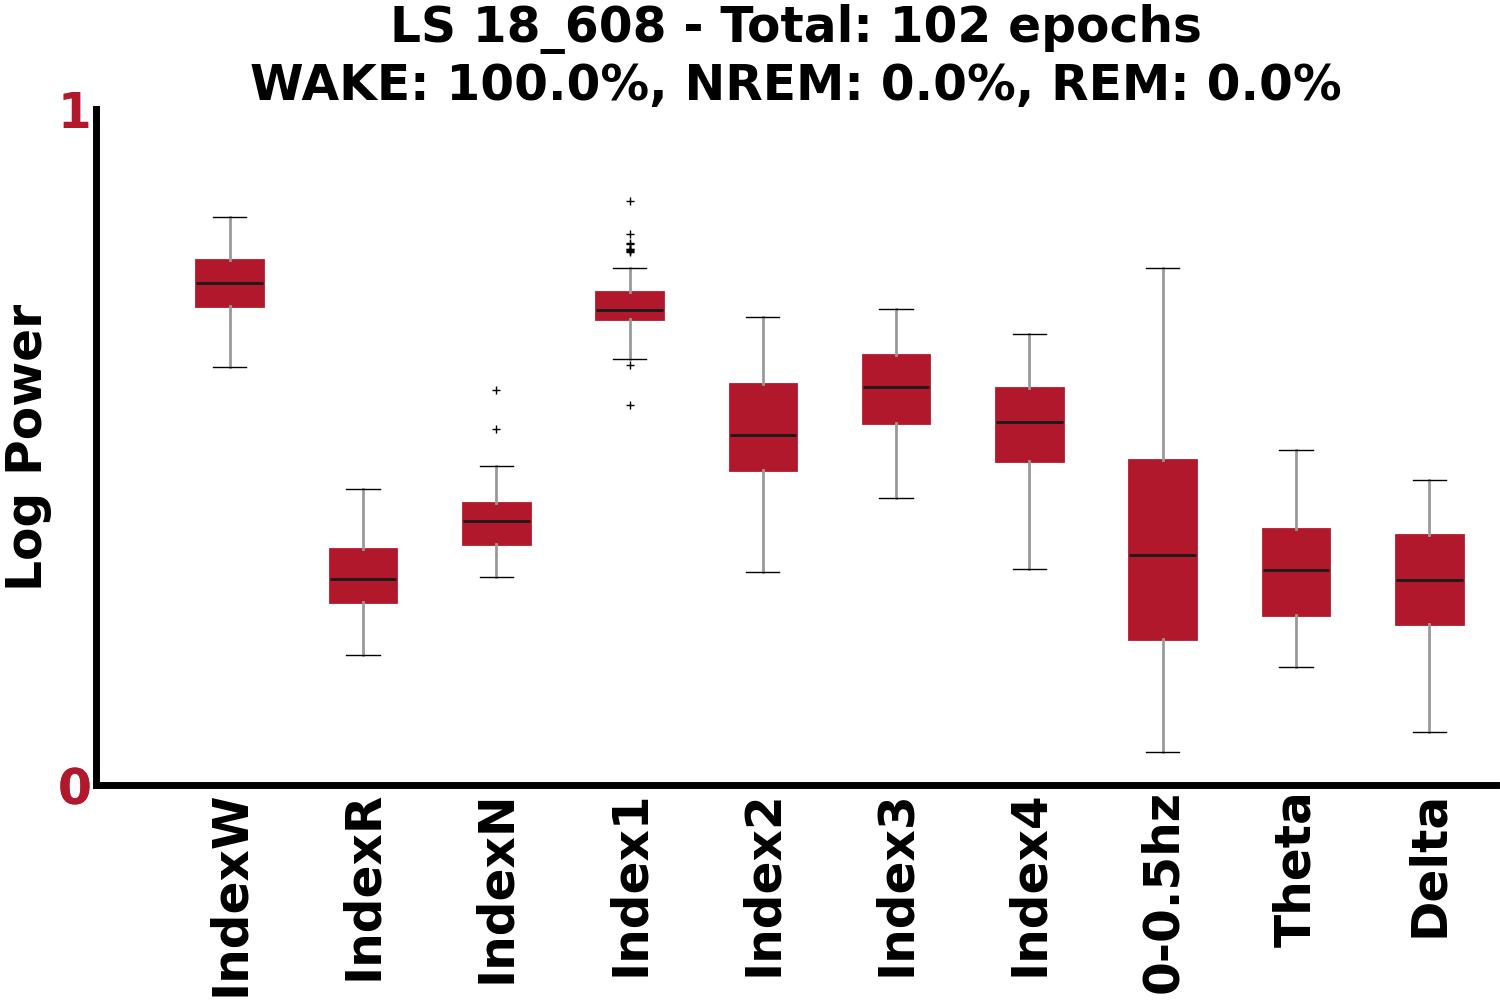 LS 18_608 - Total: 102 epochs
WAKE: 100.0%, NREM: 0.0%, REM: 0.0%
1
Log Power
0
IndexW
IndexR
IndexN
Index1
Index2
Index3
Index4
0-0.5hz
Theta
Delta